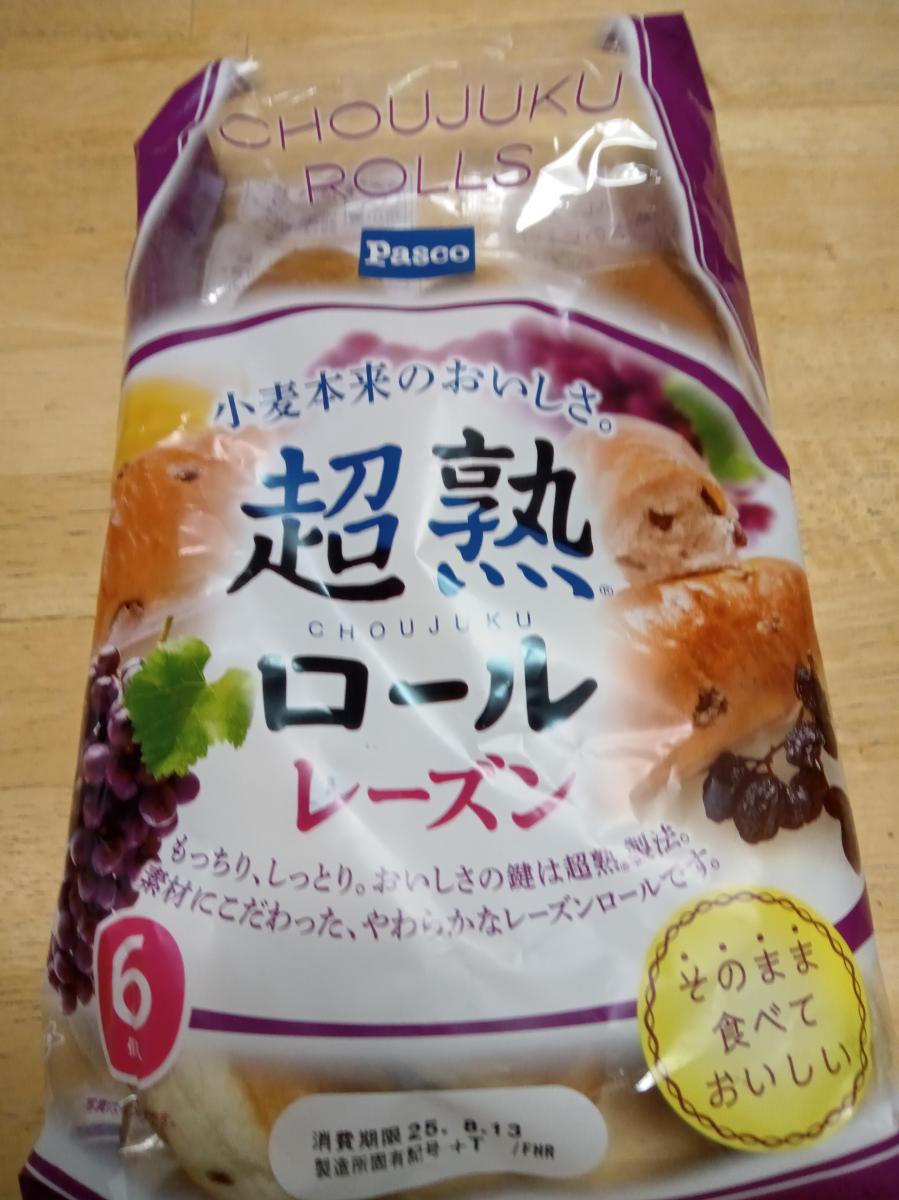 CHOUJUKU
ROLLS
Pasco
小麦本来のおいしさ。
超熟®
CHOUJUKU
ロール
レーズン
もっちり、しっとり。おいしさの鍵は超熟®製法。
素材にこだわった、やわらかなレーズンロールです。
6
個
そのまま
食べて
おいしい
消費期限 25. 8.13
製造所固有記号 +T /FHR